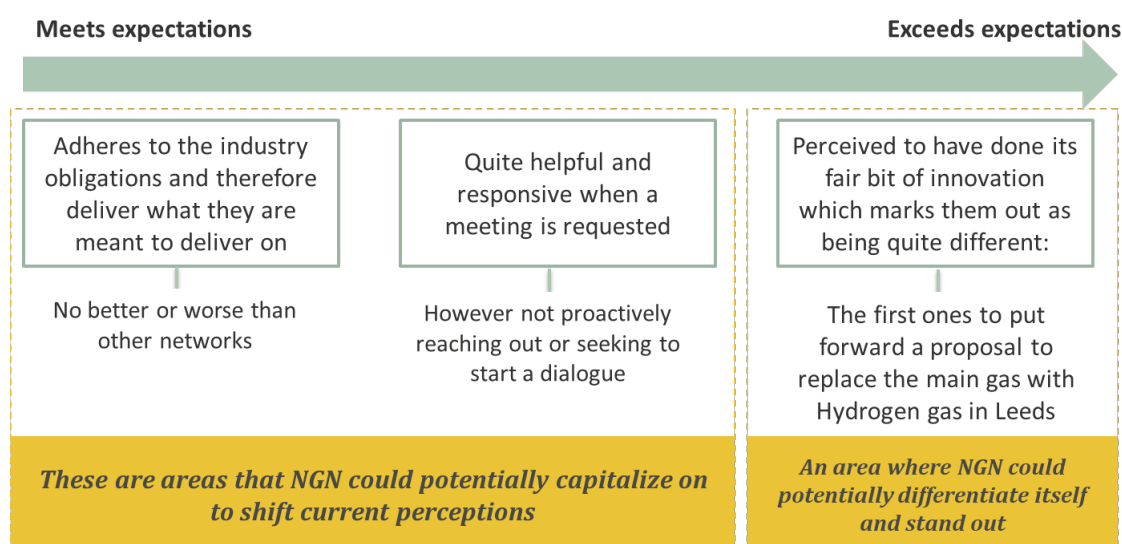 Meets expectations
Exceeds expectations
Adheres to the industry
obligations and therefore
deliver what they are
meant to deliver on
No better or worse than
other networks
Quite helpful and
responsive when a
meeting is requested
However not proactively
reaching out or seeking to
start a dialogue
These are areas that NGN could potentially capitalize on
to shift current perceptions
Perceived to have done its
fair bit of innovation
which marks them out as
being quite different:
The first ones to put
forward a proposal to
replace the main gas with
Hydrogen gas in Leeds
An area where NGN could
potentially differentiate itself
and stand out